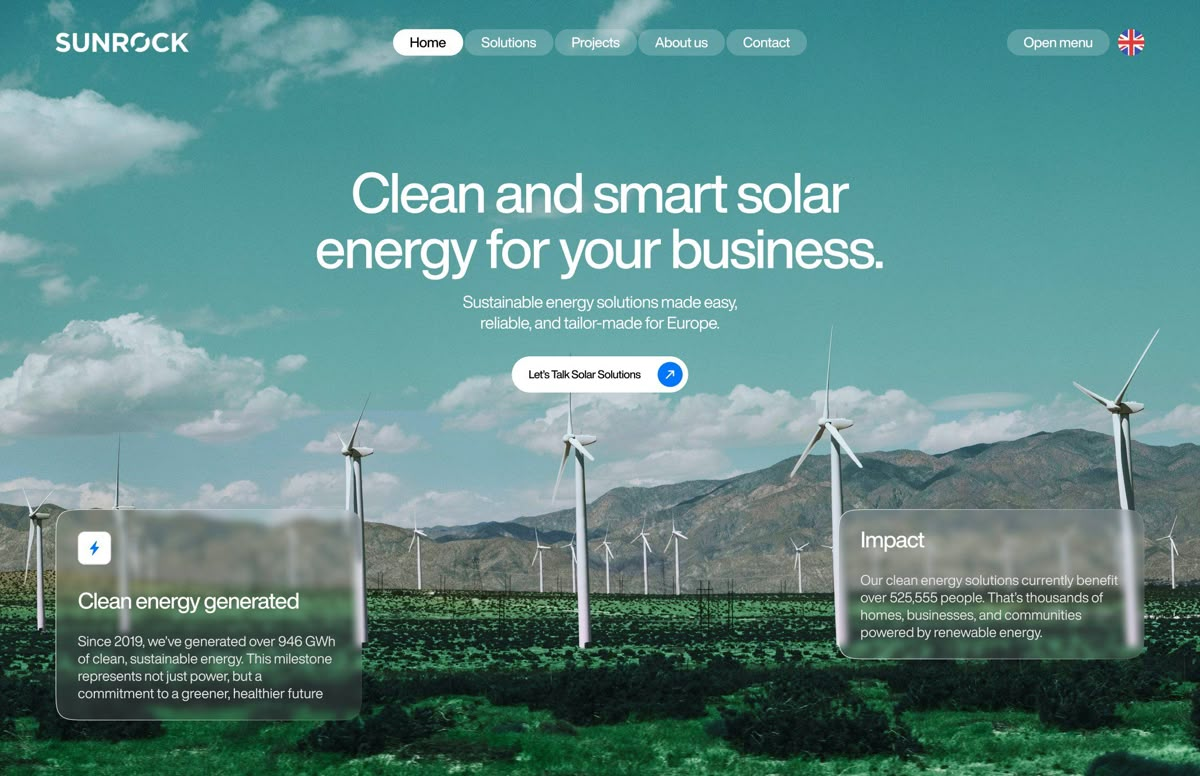 SUNROCK
Home
Solutions
Projects
About us
Contact
Open menu
Clean and smart solar
energy for your business.
Sustainable energy solutions made easy,
reliable, and tailor-made for Europe.
Let's Talk Solar Solutions
Clean energy generated
Since 2019, we've generated over 946 GWh
of clean, sustainable energy. This milestone
represents not just power, but a
commitment to a greener, healthier future
Impact
Our clean energy solutions currently benefit
over 525,555 people. That's thousands of
homes, businesses, and communities
powered by renewable energy.